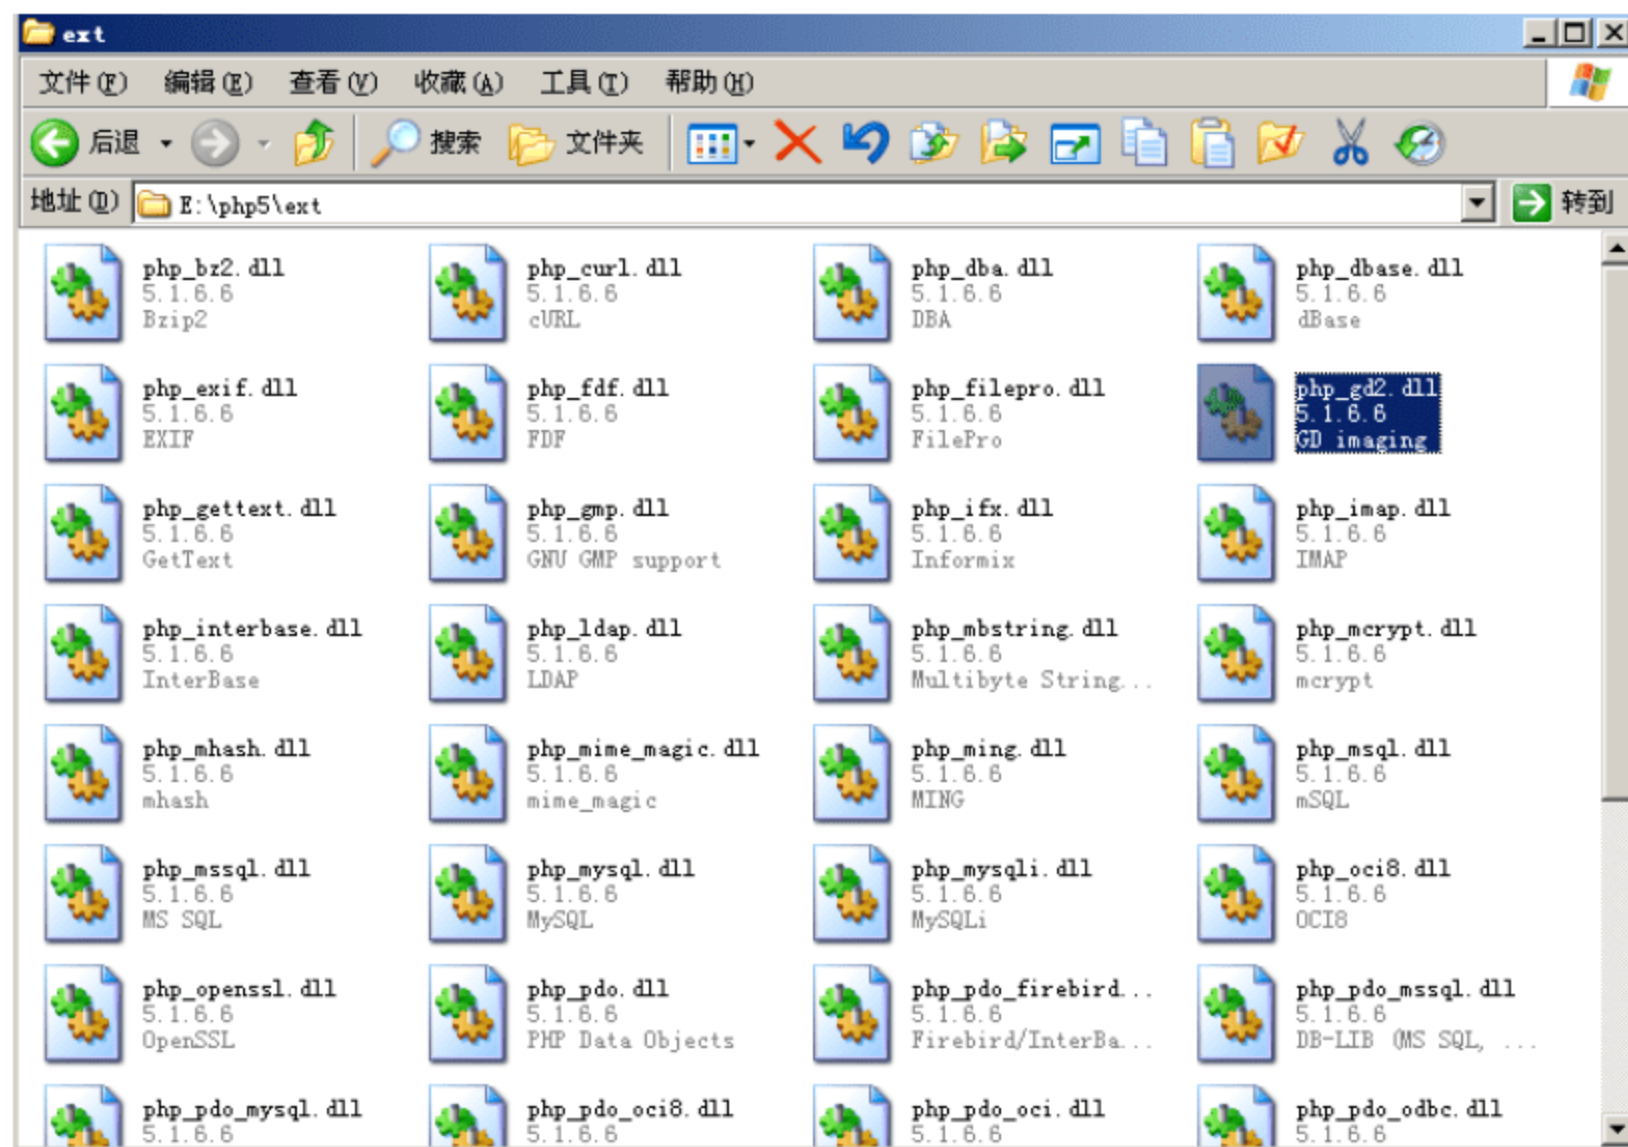 ext
文件(F) 编辑(E) 查看(V) 收藏(A) 工具(T) 帮助(H)
后退 搜索 文件夹
地址(D) E:\php5\ext 转到
php_bz2.dll php_curl.dll php_dba.dll php_dbase.dll
5.1.6.6 5.1.6.6 5.1.6.6 5.1.6.6
Bzip2 cURL DBA dBase
php_exif.dll php_fdf.dll php_filepro.dll php_gd2.dll
5.1.6.6 5.1.6.6 5.1.6.6 5.1.6.6
EXIF FDF FilePro GD imaging
php_gettext.dll php_gmp.dll php_ifx.dll php_imap.dll
5.1.6.6 5.1.6.6 5.1.6.6 5.1.6.6
GetText GNU GMP support Informix IMAP
php_interbase.dll php_ldap.dll php_mbstring.dll php_mcrypt.dll
5.1.6.6 5.1.6.6 5.1.6.6 5.1.6.6
InterBase LDAP Multibyte String... mcrypt
php_mhash.dll php_mime_magic.dll php_ming.dll php_msql.dll
5.1.6.6 5.1.6.6 5.1.6.6 5.1.6.6
mhash mime_magic MING mSQL
php_mssql.dll php_mysql.dll php_mysqli.dll php_oci8.dll
5.1.6.6 5.1.6.6 5.1.6.6 5.1.6.6
MS SQL MySQL MySQLi OCI8
php_openssl.dll php_pdo.dll php_pdo_firebird... php_pdo_mssql.dll
5.1.6.6 5.1.6.6 5.1.6.6 5.1.6.6
OpenSSL PHP Data Objects Firebird/InterBa... DB-LIB (MS SQL, ...
php_pdo_mysql.dll php_pdo_oci8.dll php_pdo_oci.dll php_pdo_odbc.dll
5.1.6.6 5.1.6.6 5.1.6.6 5.1.6.6